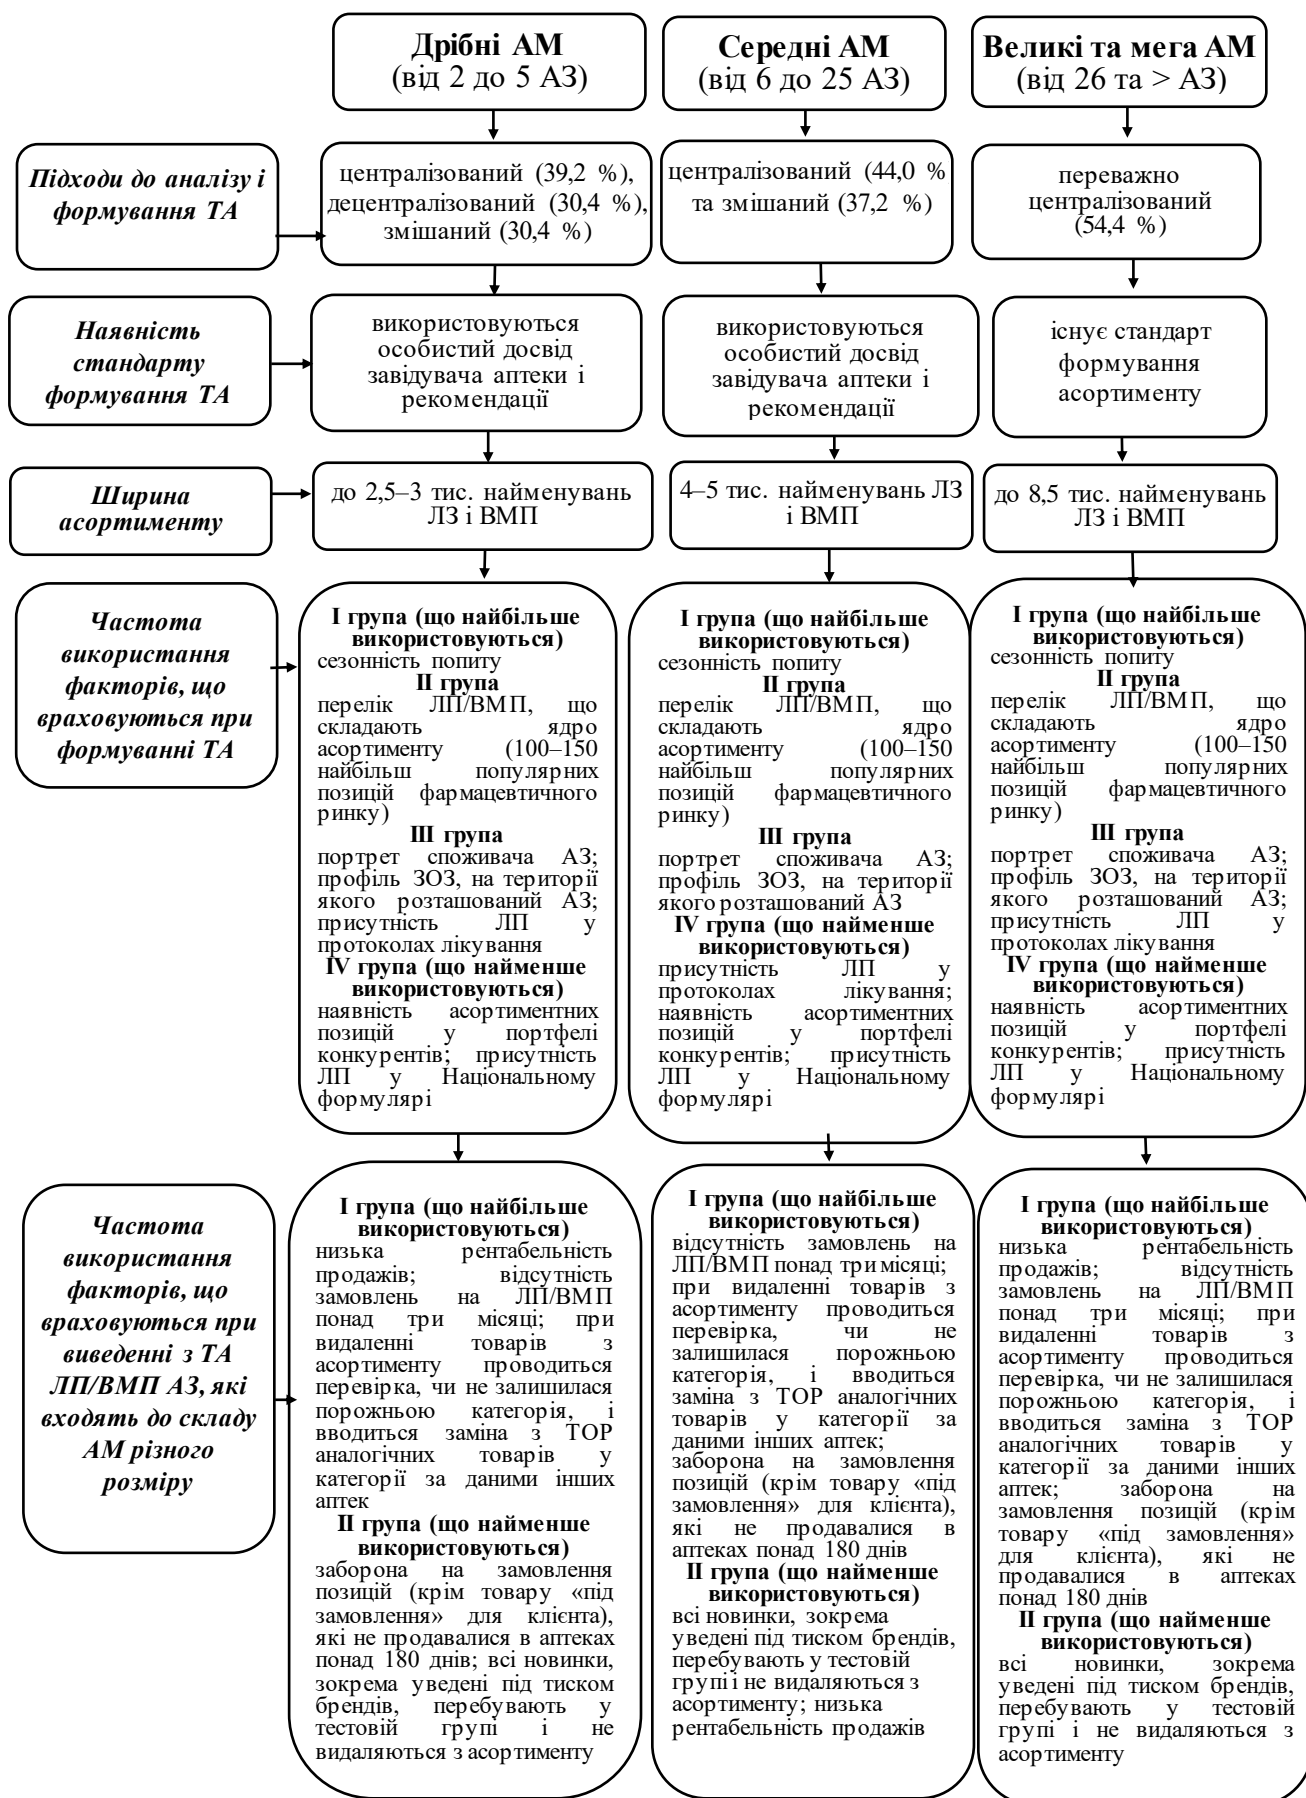 Дрібні АМ
(від 2 до 5 АЗ)
Середні АМ
(від 6 до 25 АЗ)
Великі та мега АМ
(від 26 та > АЗ)
Підходи до аналізу і
формування ТА
централізований (39,2 %),
децентралізований (30,4 %),
змішаний (30,4 %)
централізований (44,0 %
та змішаний (37,2 %)
переважно
централізований
(54,4 %)
Наявність
стандарту
формування ТА
використовуються
особистий досвід
завідувача аптеки і
рекомендації
використовуються
особистий досвід
завідувача аптеки і
рекомендації
існує стандарт
формування
асортименту
Ширина
асортименту
до 2,5–3 тис. найменувань
ЛЗ і ВМП
4–5 тис. найменувань ЛЗ
і ВМП
до 8,5 тис. найменувань
ЛЗ і ВМП
Частота
використання
факторів, що
враховуються при
формуванні ТА
І група (що найбільше
використовуються)
сезонність попиту
ІІ група
перелік ЛП/ВМП, що
складають ядро
асортименту (100–150
найбільш популярних
позицій фармацевтичного
ринку)
ІІІ група
портрет споживача АЗ;
профіль ЗОЗ, на території
якого розташований АЗ;
присутність ЛП у
протоколах лікування
IV група (що найменше
використовуються)
наявність асортиментних
позицій у портфелі
конкурентів; присутність
ЛП у Національному
формулярі
І група (що найбільше
використовуються)
сезонність попиту
ІІ група
перелік ЛП/ВМП, що
складають ядро
асортименту (100–150
найбільш популярних
позицій фармацевтичного
ринку)
ІІІ група
портрет споживача АЗ;
профіль ЗОЗ, на території
якого розташований АЗ
IV група (що найменше
використовуються)
присутність ЛП у
протоколах лікування;
наявність асортиментних
позицій у портфелі
конкурентів; присутність
ЛП у Національному
формулярі
І група (що найбільше
використовуються)
сезонність попиту
ІІ група
перелік ЛП/ВМП, що
складають ядро
асортименту (100–150
найбільш популярних
позицій фармацевтичного
ринку)
ІІІ група
портрет споживача АЗ;
профіль ЗОЗ, на території
якого розташований АЗ;
присутність ЛП у
протоколах лікування
IV група (що найменше
використовуються)
наявність асортиментних
позицій у портфелі
конкурентів; присутність
ЛП у Національному
формулярі
Частота
використання
факторів, що
враховуються при
виведенні з ТА
ЛП/ВМП АЗ, які
входять до складу
АМ різного
розміру
І група (що найбільше
використовуються)
низька рентабельність
продажів; відсутність
замовлень на ЛП/ВМП
понад три місяці; при
видаленні товарів з
асортименту проводиться
перевірка, чи не залишилася
порожньою категорія, і
вводиться заміна з ТОР
аналогічних товарів у
категорії за даними інших
аптек
ІІ група (що найменше
використовуються)
заборона на замовлення
позицій (крім товару «під
замовлення» для клієнта),
які не продавалися в аптеках
понад 180 днів; всі новинки,
зокрема уведені під тиском
брендів, перебувають у
тестовій групі і не
видаляються з асортименту
І група (що найбільше
використовуються)
відсутність замовлень на
ЛП/ВМП понад три місяці;
при видаленні товарів з
асортименту проводиться
перевірка, чи не
залишилася порожньою
категорія, і вводиться
заміна з ТОР аналогічних
товарів у категорії за
даними інших аптек;
заборона на замовлення
позицій (крім товару «під
замовлення» для клієнта),
які не продавалися в
аптеках понад 180 днів
ІІ група (що найменше
використовуються)
всі новинки, зокрема
уведені під тиском брендів,
перебувають у тестовій
групі і не видаляються з
асортименту; низька
рентабельність продажів
І група (що найбільше
використовуються)
низька рентабельність
продажів; відсутність
замовлень на ЛП/ВМП
понад три місяці; при
видаленні товарів з
асортименту проводиться
перевірка, чи не залишилася
порожньою категорія, і
вводиться заміна з ТОР
аналогічних товарів у
категорії за даними інших
аптек; заборона на
замовлення позицій (крім
товару «під замовлення»
для клієнта), які не
продавалися в аптеках
понад 180 днів
ІІ група (що найменше
використовуються)
всі новинки, зокрема
уведені під тиском брендів,
перебувають у тестовій
групі і не видаляються з
асортименту